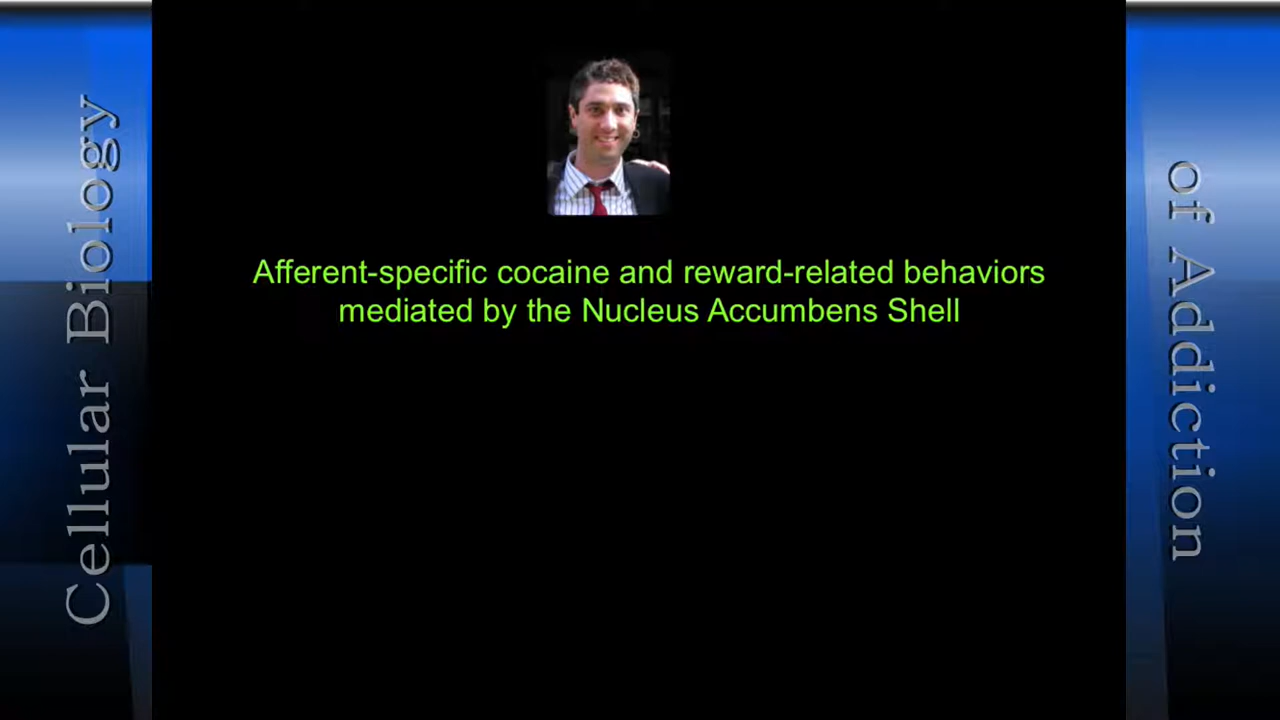 Cellular Biology
Afferent-specific cocaine and reward-related behaviors
mediated by the Nucleus Accumbens Shell
of Addiction